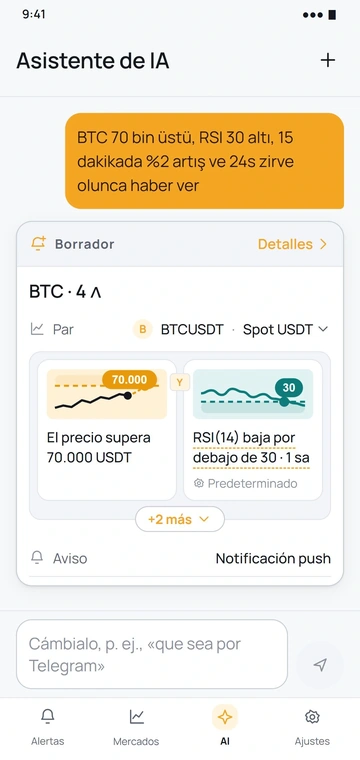 9:41
Asistente de IA
BTC 70 bin üstü, RSI 30 altı, 15
dakikada %2 artış ve 24s zirve
olunca haber ver
Borrador
Detalles
BTC · 4 ∧
Par
B BTCUSDT · Spot USDT
70.000
Y
30
El precio supera
70.000 USDT
RSI(14) baja por
debajo de 30 · 1 sa
Predeterminado
+2 más
Aviso
Notificación push
Cámbialo, p. ej., «que sea por
Telegram»
Alertas
Mercados
AI
Ajustes